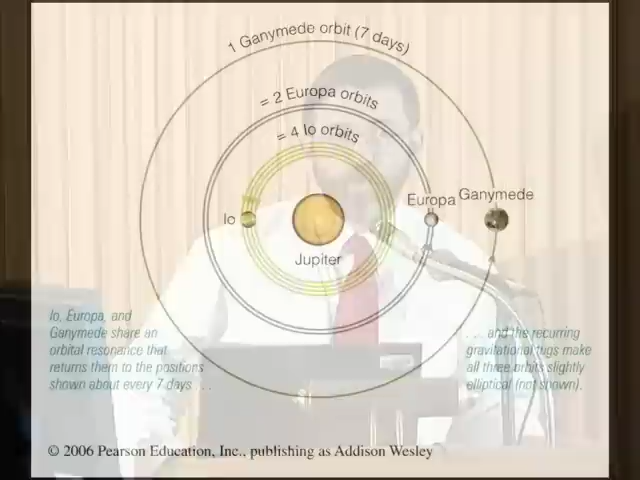 1 Ganymede orbit (7 days)
= 2 Europa orbits
= 4 Io orbits
Europa
Ganymede
Io
Jupiter
Io, Europa, and
Ganymede share an
orbital resonance that
returns them to the positions
shown about every 7 days . . .
. . . and the recurring
gravitational tugs make
all three orbits slightly
elliptical (not shown).
© 2006 Pearson Education, Inc., publishing as Addison Wesley